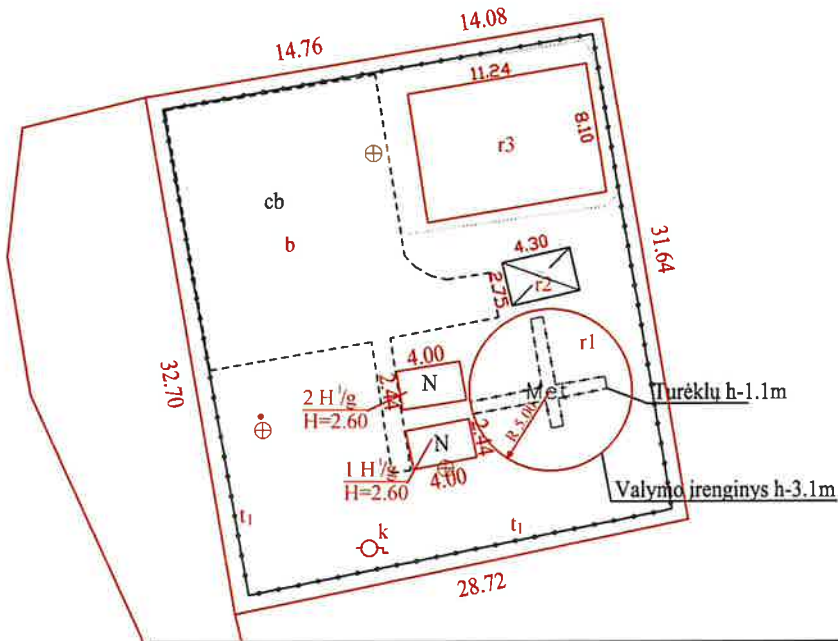 14.08
14.76
11.24
8.10
r3
cb
b
4.30
31.64
2.75
r2
r1
4.00
32.70
2 H 1/g
H=2.60
2.44
N
Met
Turėklų h-1.1m
R 5.00
2.44
N
1 H 1/g
H=2.60
4.00
Valymo įrenginys h-3.1m
t1
k
t1
28.72